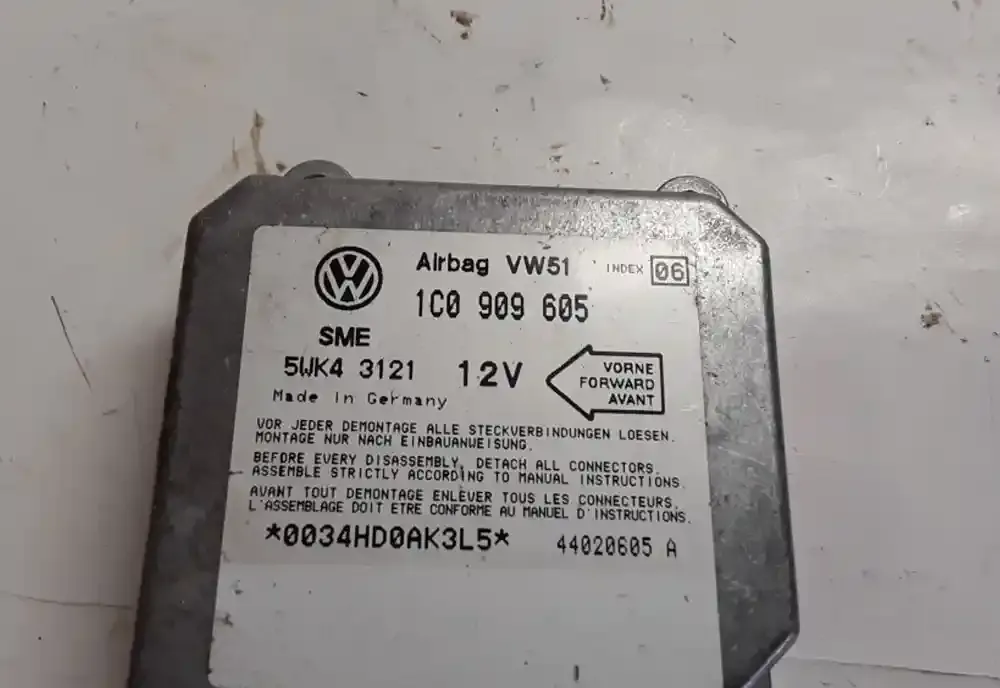 Airbag VW51 INDEX 06
1C0 909 605
SME
5WK4 3121 12V
VORNE
FORWARD
AVANT
Made in Germany
VOR JEDER DEMONTAGE ALLE STECKVERBINDUNGEN LOESEN.
MONTAGE NUR NACH EINBAUANWEISUNG.
BEFORE EVERY DISASSEMBLY, DETACH ALL CONNECTORS.
ASSEMBLE STRICTLY ACCORDING TO MANUAL INSTRUCTIONS.
AVANT TOUT DEMONTAGE ENLEVER TOUS LES CONNECTEURS.
L'ASSEMBLAGE DOIT ETRE CONFORME AU MANUEL D'INSTRUCTIONS.
*0034HD0AK3L5* 44020605 A